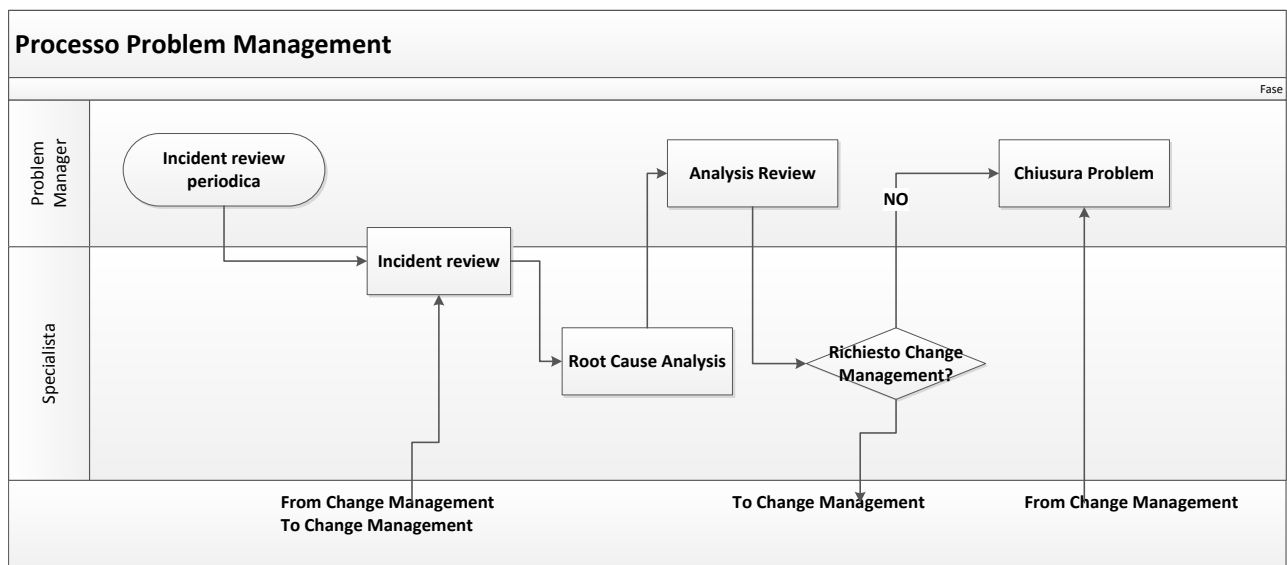 Processo Problem Management
Fase
Problem
Manager
Incident review
periodica
Analysis Review
Chiusura Problem
NO
Incident review
Specialista
Root Cause Analysis
Richiesto Change
Management?
From Change Management
To Change Management
To Change Management
From Change Management